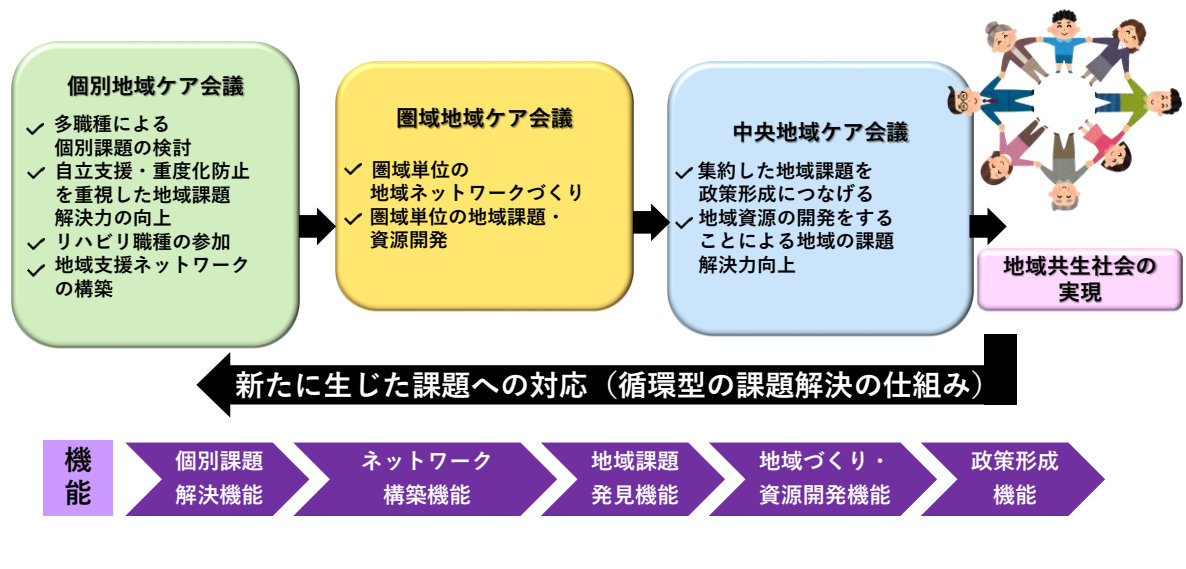 個別地域ケア会議
多職種による
個別課題の検討
自立支援・重度化防止
を重視した地域課題
解決力の向上
リハビリ職種の参加
地域支援ネットワーク
の構築
圏域地域ケア会議
圏域単位の
地域ネットワークづくり
圏域単位の地域課題・
資源開発
中央地域ケア会議
集約した地域課題を
政策形成につなげる
地域資源の開発をする
ことによる地域の課題
解決力向上
地域共生社会の
実現
新たに生じた課題への対応（循環型の課題解決の仕組み）
機
能
個別課題
解決機能
ネットワーク
構築機能
地域課題
発見機能
地域づくり・
資源開発機能
政策形成
機能